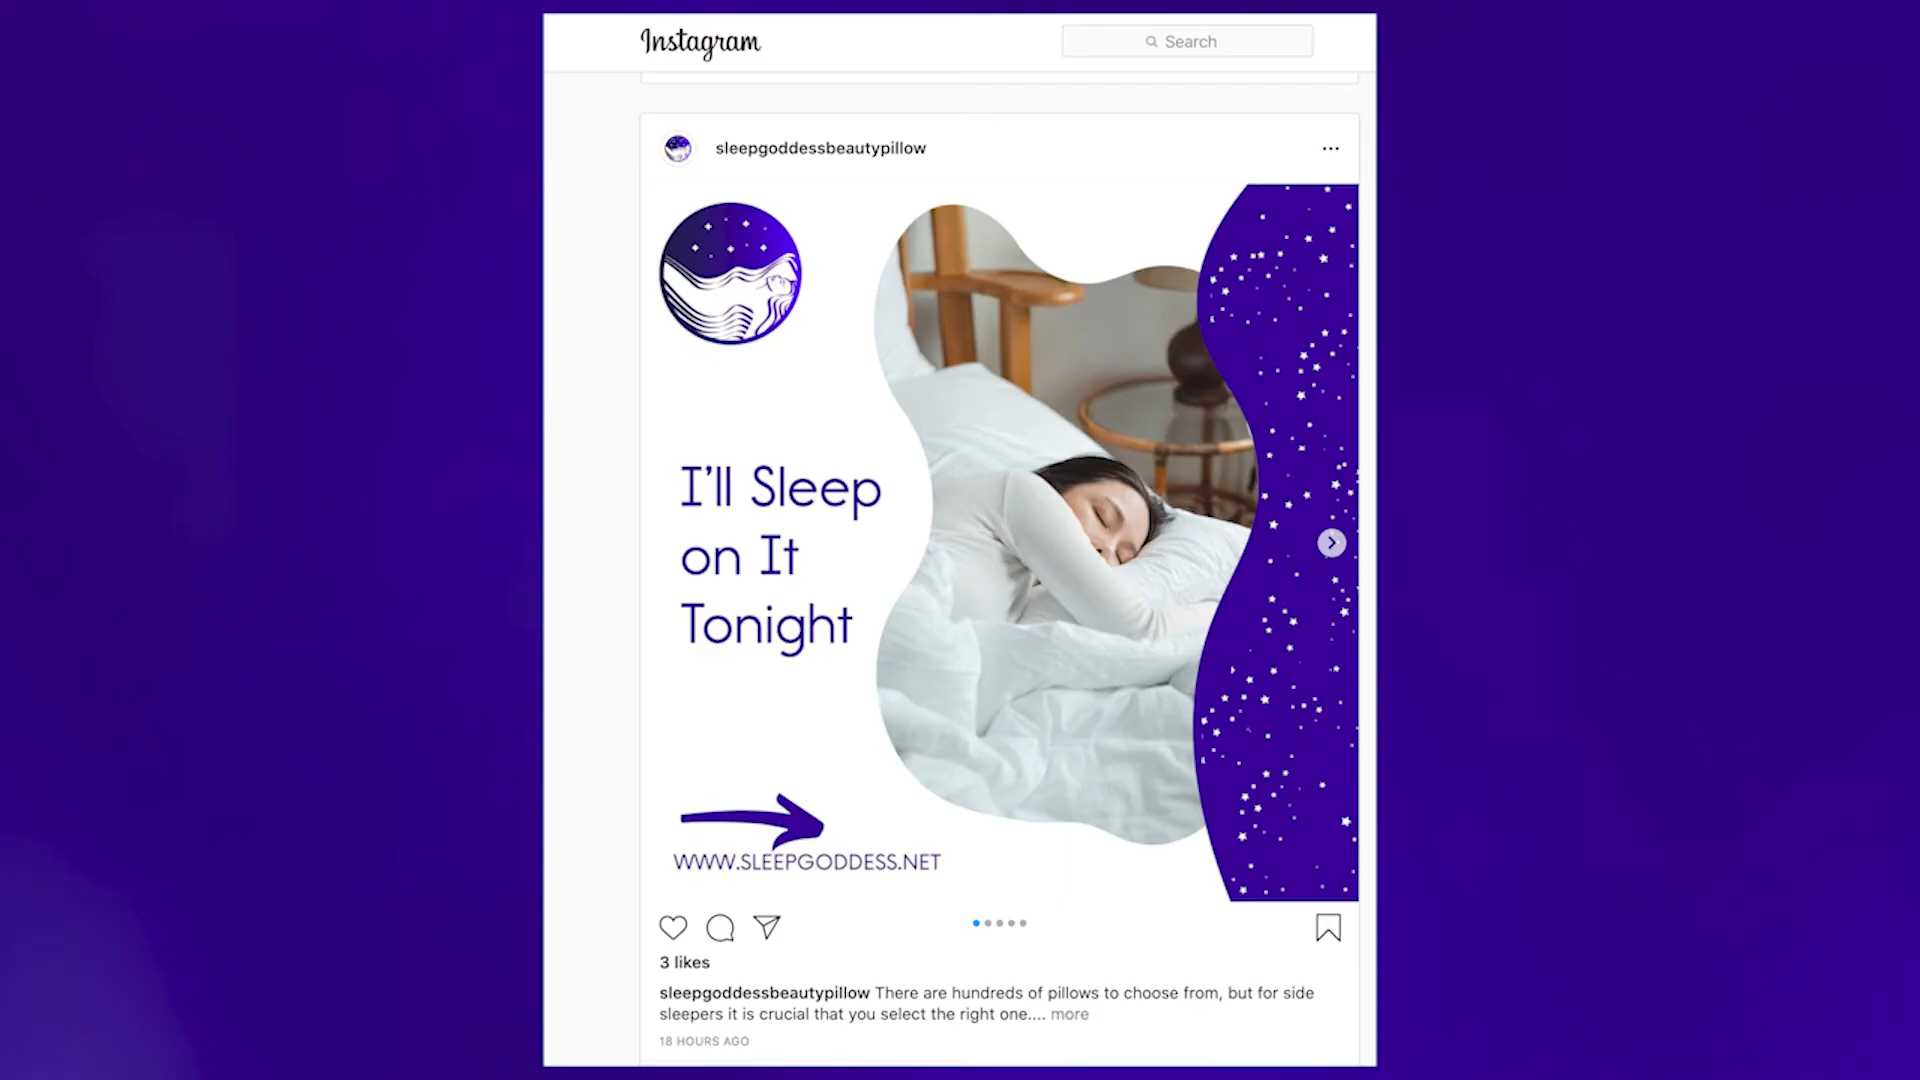 Instagram
Search
sleepgoddessbeautypillow
I'll Sleep
on It
Tonight
WWW.SLEEPGODDESS.NET
3 likes
sleepgoddessbeautypillow There are hundreds of pillows to choose from, but for side
sleepers it is crucial that you select the right one.... more
18 HOURS AGO